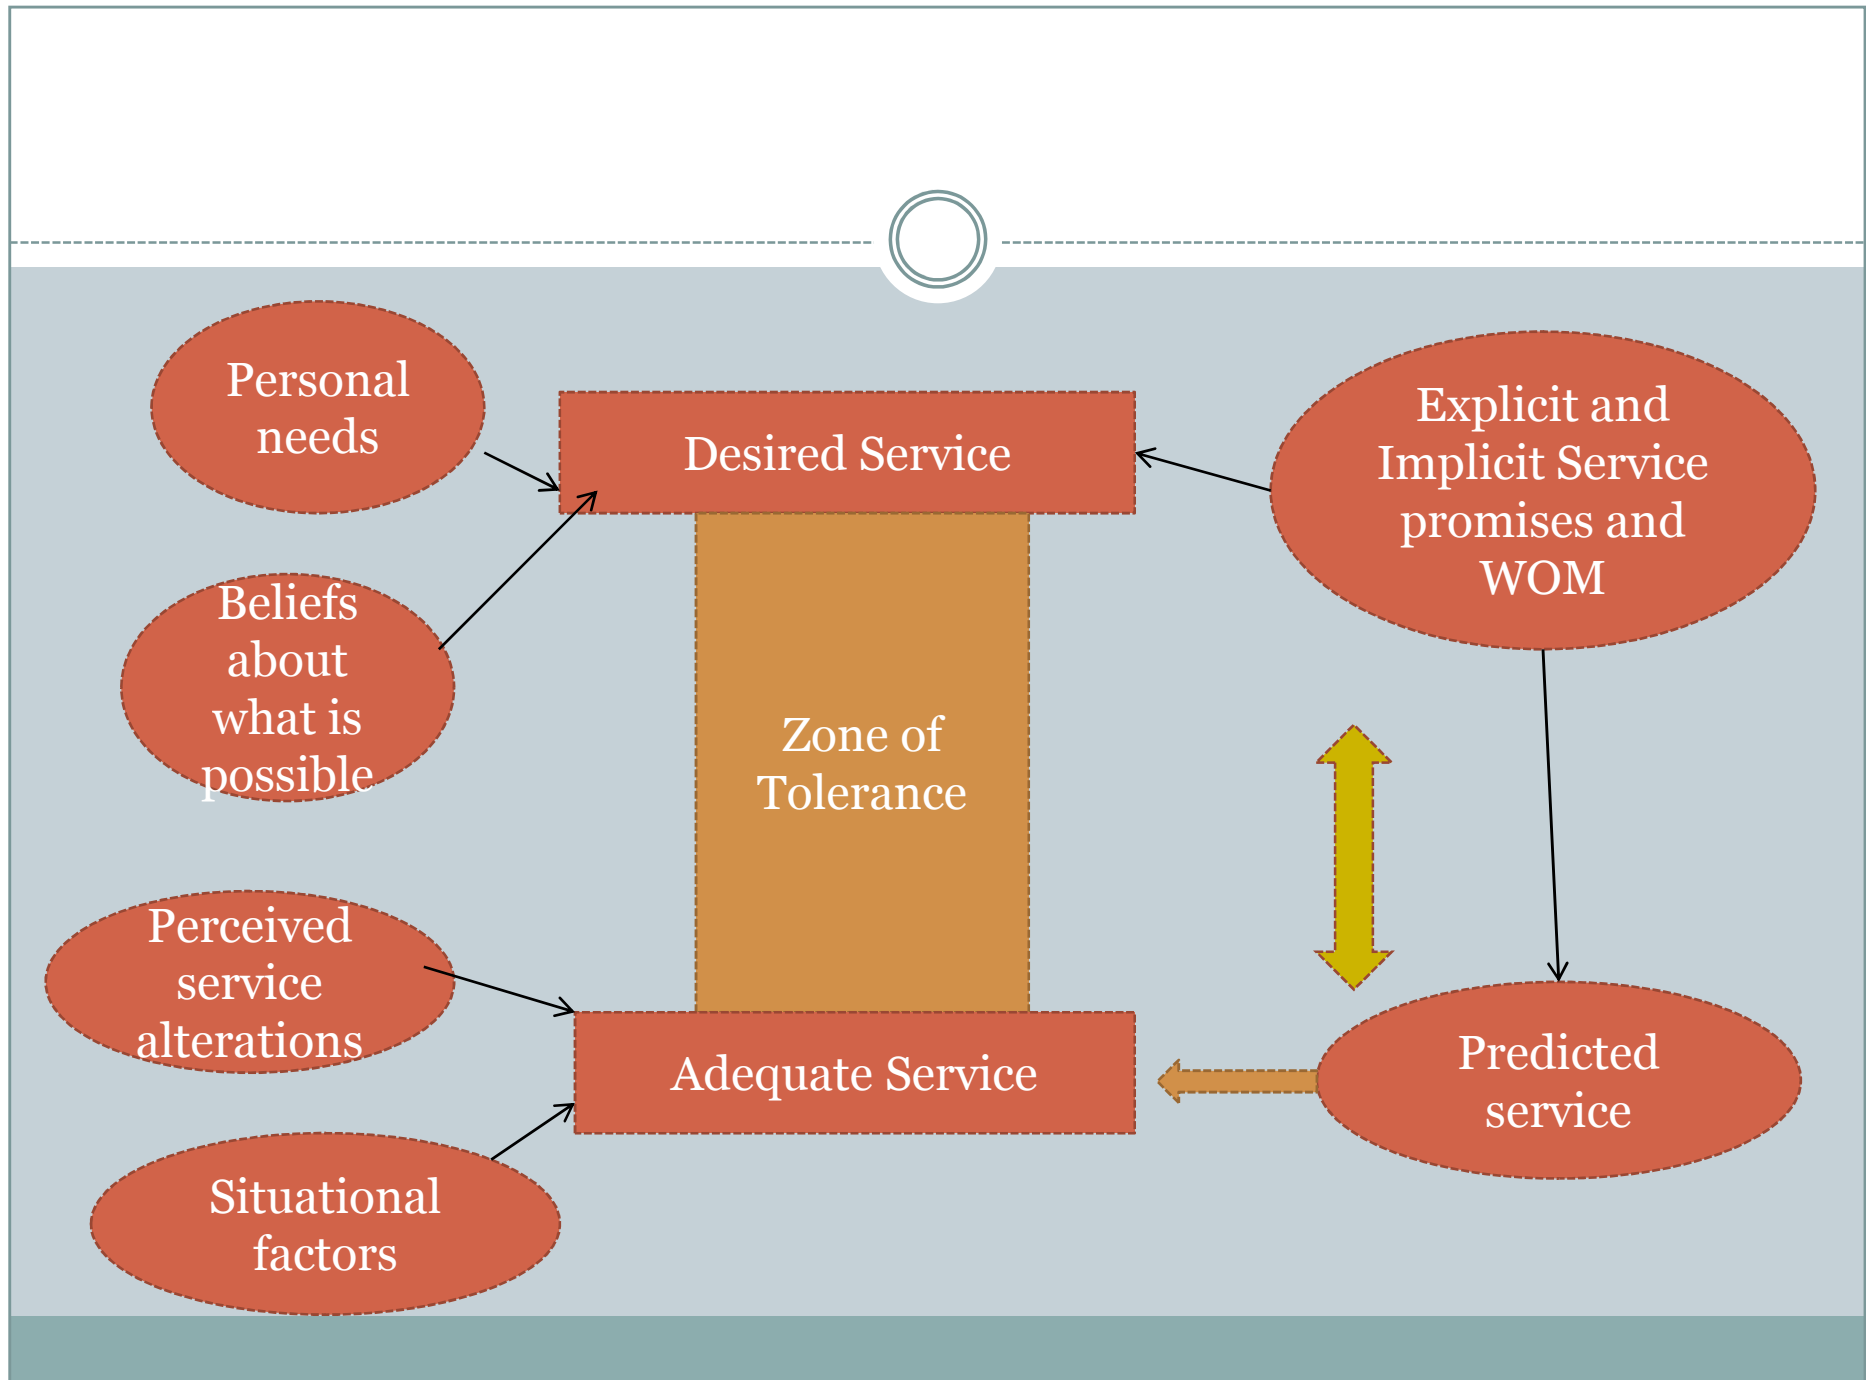 Personal
needs
Desired Service
Explicit and
Implicit Service
promises and
WOM
Beliefs
about
what is
possible
Zone of
Tolerance
Perceived
service
alterations
Adequate Service
Predicted
service
Situational
factors